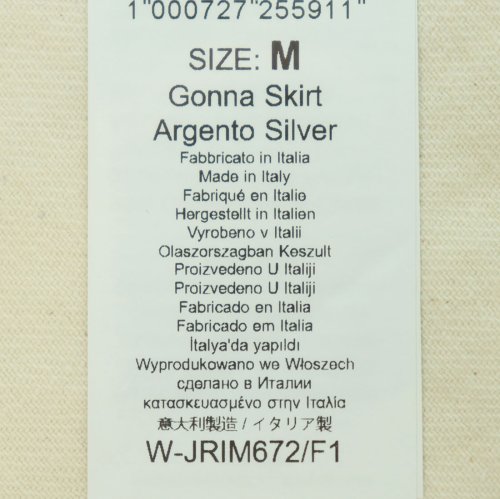 1"000727"255911"
SIZE: M
Gonna Skirt
Argento Silver
Fabbricato in Italia
Made in Italy
Fabriqué en Italie
Hergestellt in Italien
Vyrobeno v Italii
Olaszorszagban Keszult
Proizvedeno U Italiji
Proizvedeno U Italiji
Fabricado en Italia
Fabricado em Italia
İtalya'da yapıldı
Wyprodukowano we Włoszech
сделано в Италии
κατασκευασμένο στην Ιταλία
意大利製造 / イタリア製
W-JRIM672/F1